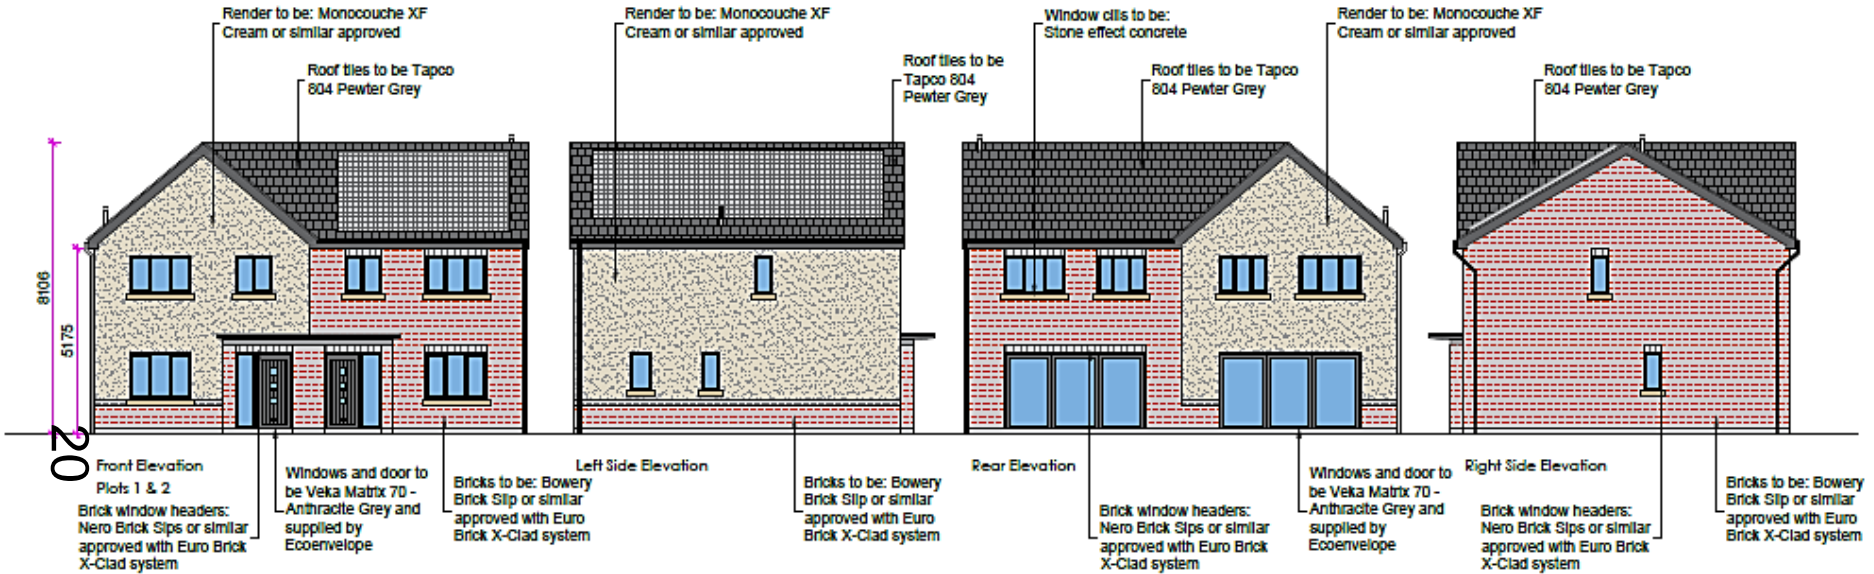 Render to be: Monocouche XF
Cream or similar approved
Roof tiles to be Tapco
804 Pewter Grey
Render to be: Monocouche XF
Cream or similar approved
Roof tiles to be
Tapco 804
Pewter Grey
Window cills to be:
Stone effect concrete
Roof tiles to be Tapco
804 Pewter Grey
Render to be: Monocouche XF
Cream or similar approved
Roof tiles to be Tapco
804 Pewter Grey
8106
5175
20
Front Elevation
Plots 1 & 2
Brick window headers:
Nero Brick Sips or similar
approved with Euro Brick
X-Clad system
Windows and door to
be Veka Matrix 70 -
Anthracite Grey and
supplied by
Ecoenvelope
Bricks to be: Bowery
Brick Slip or similar
approved with Euro
Brick X-Clad system
Left Side Elevation
Bricks to be: Bowery
Brick Slip or similar
approved with Euro
Brick X-Clad system
Rear Elevation
Brick window headers:
Nero Brick Sips or similar
approved with Euro Brick
X-Clad system
Windows and door to
be Veka Matrix 70 -
Anthracite Grey and
supplied by
Ecoenvelope
Right Side Elevation
Brick window headers:
Nero Brick Sips or similar
approved with Euro Brick
X-Clad system
Bricks to be: Bowery
Brick Slip or similar
approved with Euro
Brick X-Clad system